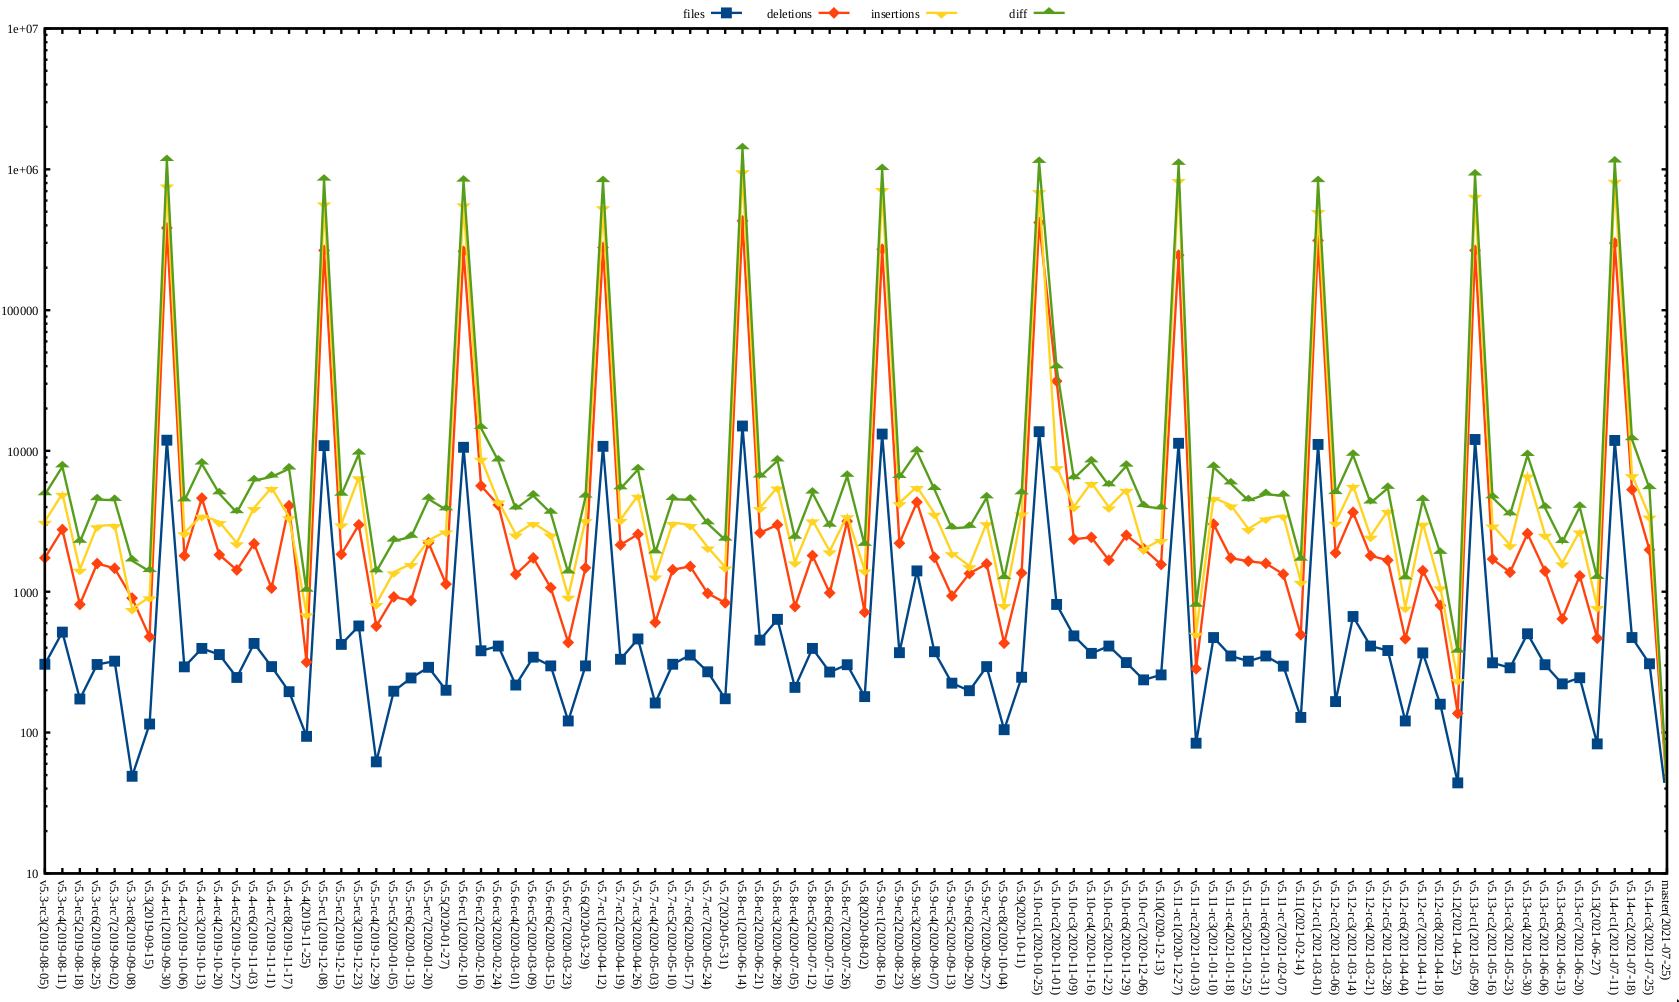 files
deletions
insertions
diff
1e+07
1e+06
100000
10000
1000
100
10
v5.3-rc3(2019-08-05)
v5.3-rc4(2019-08-11)
v5.3-rc5(2019-08-18)
v5.3-rc6(2019-08-25)
v5.3-rc7(2019-09-02)
v5.3-rc8(2019-09-08)
v5.3(2019-09-15)
v5.4-rc1(2019-09-30)
v5.4-rc2(2019-10-06)
v5.4-rc3(2019-10-13)
v5.4-rc4(2019-10-20)
v5.4-rc5(2019-10-27)
v5.4-rc6(2019-11-03)
v5.4-rc7(2019-11-11)
v5.4-rc8(2019-11-17)
v5.4(2019-11-25)
v5.5-rc1(2019-12-08)
v5.5-rc2(2019-12-15)
v5.5-rc3(2019-12-23)
v5.5-rc4(2019-12-29)
v5.5-rc5(2020-01-05)
v5.5-rc6(2020-01-13)
v5.5-rc7(2020-01-20)
v5.5(2020-01-27)
v5.6-rc1(2020-02-10)
v5.6-rc2(2020-02-16)
v5.6-rc3(2020-02-24)
v5.6-rc4(2020-03-01)
v5.6-rc5(2020-03-09)
v5.6-rc6(2020-03-15)
v5.6-rc7(2020-03-23)
v5.6(2020-03-29)
v5.7-rc1(2020-04-12)
v5.7-rc2(2020-04-19)
v5.7-rc3(2020-04-26)
v5.7-rc4(2020-05-03)
v5.7-rc5(2020-05-10)
v5.7-rc6(2020-05-17)
v5.7-rc7(2020-05-24)
v5.7(2020-05-31)
v5.8-rc1(2020-06-14)
v5.8-rc2(2020-06-21)
v5.8-rc3(2020-06-28)
v5.8-rc4(2020-07-05)
v5.8-rc5(2020-07-12)
v5.8-rc6(2020-07-19)
v5.8-rc7(2020-07-26)
v5.8(2020-08-02)
v5.9-rc1(2020-08-16)
v5.9-rc2(2020-08-23)
v5.9-rc3(2020-08-30)
v5.9-rc4(2020-09-07)
v5.9-rc5(2020-09-13)
v5.9-rc6(2020-09-20)
v5.9-rc7(2020-09-27)
v5.9-rc8(2020-10-04)
v5.9(2020-10-11)
v5.10-rc1(2020-10-25)
v5.10-rc2(2020-11-01)
v5.10-rc3(2020-11-09)
v5.10-rc4(2020-11-16)
v5.10-rc5(2020-11-22)
v5.10-rc6(2020-11-29)
v5.10-rc7(2020-12-06)
v5.10(2020-12-13)
v5.11-rc1(2020-12-27)
v5.11-rc2(2021-01-03)
v5.11-rc3(2021-01-10)
v5.11-rc4(2021-01-18)
v5.11-rc5(2021-01-25)
v5.11-rc6(2021-01-31)
v5.11-rc7(2021-02-07)
v5.11(2021-02-14)
v5.12-rc1(2021-03-01)
v5.12-rc2(2021-03-06)
v5.12-rc3(2021-03-14)
v5.12-rc4(2021-03-21)
v5.12-rc5(2021-03-28)
v5.12-rc6(2021-04-04)
v5.12-rc7(2021-04-11)
v5.12-rc8(2021-04-18)
v5.12(2021-04-25)
v5.13-rc1(2021-05-09)
v5.13-rc2(2021-05-16)
v5.13-rc3(2021-05-23)
v5.13-rc4(2021-05-30)
v5.13-rc5(2021-06-06)
v5.13-rc6(2021-06-13)
v5.13-rc7(2021-06-20)
v5.13(2021-06-27)
v5.14-rc1(2021-07-11)
v5.14-rc2(2021-07-18)
v5.14-rc3(2021-07-25)
master(2021-07-25)